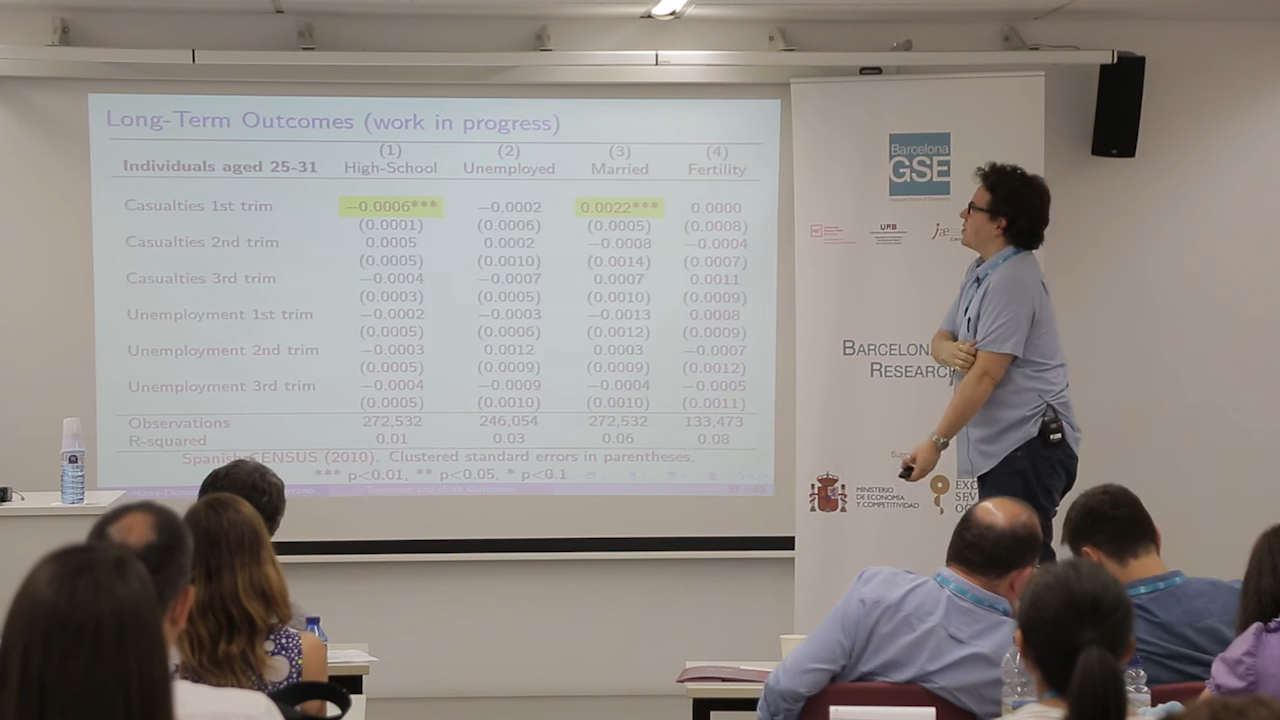 Long-Term Outcomes (work in progress)
(1) (2) (3) (4)
Individuals aged 25-31 High-School Unemployed Married Fertility
Casualties 1st trim −0.0006*** −0.0002 0.0022*** 0.0000
(0.0001) (0.0006) (0.0005) (0.0008)
Casualties 2nd trim 0.0005 0.0002 −0.0008 −0.0004
(0.0005) (0.0010) (0.0014) (0.0007)
Casualties 3rd trim −0.0004 −0.0007 0.0007 0.0011
(0.0003) (0.0005) (0.0010) (0.0009)
Unemployment 1st trim −0.0002 −0.0003 −0.0013 0.0008
(0.0005) (0.0006) (0.0012) (0.0009)
Unemployment 2nd trim −0.0003 0.0012 0.0003 −0.0007
(0.0005) (0.0009) (0.0009) (0.0012)
Unemployment 3rd trim −0.0004 −0.0009 −0.0004 −0.0005
(0.0005) (0.0010) (0.0010) (0.0011)
Observations 272,532 246,054 272,532 133,473
R-squared 0.01 0.03 0.06 0.08
Spanish ENSUS (2010). Clustered standard errors in parentheses.
*** p<0.01, ** p<0.05, * p<0.1
Barcelona
GSE
UAB
BARCELON
RESEARC
MINISTERIO
DE ECONOMÍA
Y COMPETITIVIDAD
EXC
SEV
OC